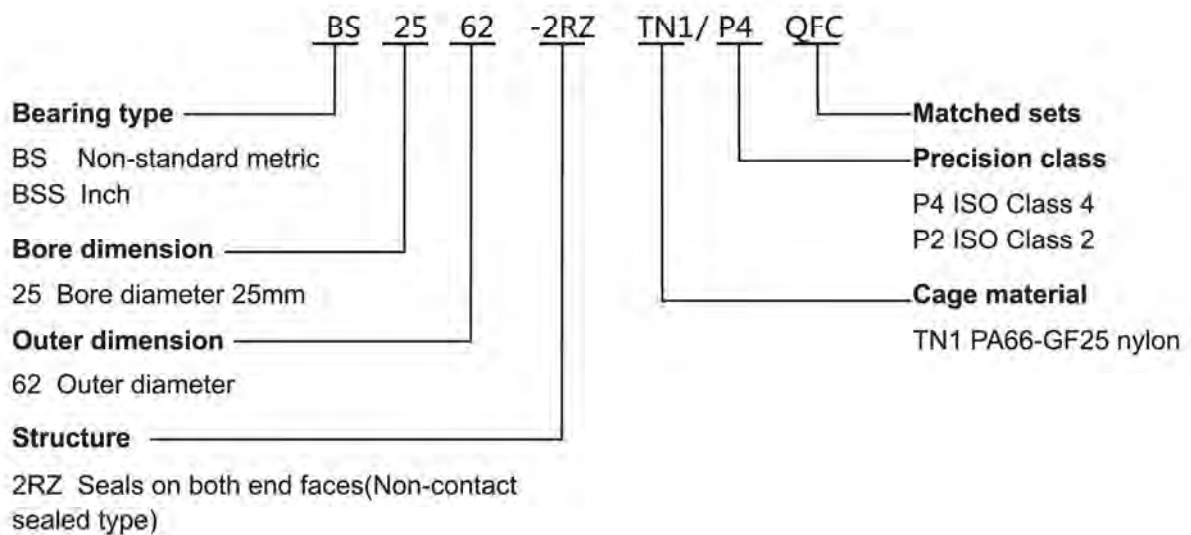 BS 25 62 -2RZ TN1/ P4 QFC
Bearing type
BS Non-standard metric
BSS Inch
Bore dimension
25 Bore diameter 25mm
Outer dimension
62 Outer diameter
Structure
2RZ Seals on both end faces(Non-contact
sealed type)
Matched sets
Precision class
P4 ISO Class 4
P2 ISO Class 2
Cage material
TN1 PA66-GF25 nylon